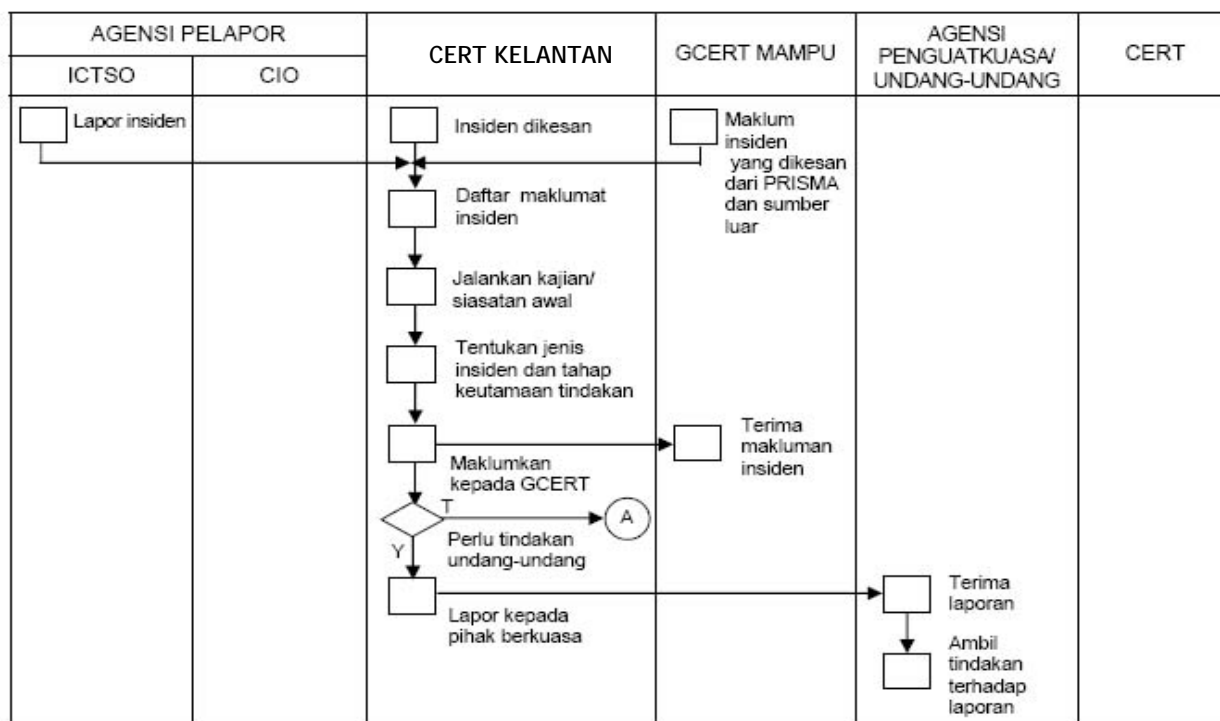 AGENSI PELAPOR
ICTSO
CIO
CERT KELANTAN
GCERT MAMPU
AGENSI
PENGUATKUASA/
UNDANG-UNDANG
CERT
Lapor insiden
Insiden dikesan
Maklum
insiden
yang dikesan
dari PRISMA
dan sumber
luar
Daftar maklumat
insiden
Jalankan kajian/
siasatan awal
Tentukan jenis
insiden dan tahap
keutamaan tindakan
Maklumkan
kepada GCERT
Terima
makluman
insiden
T
A
Y
Perlu tindakan
undang-undang
Lapor kepada
pihak berkuasa
Terima
laporan
Ambil
tindakan
terhadap
laporan